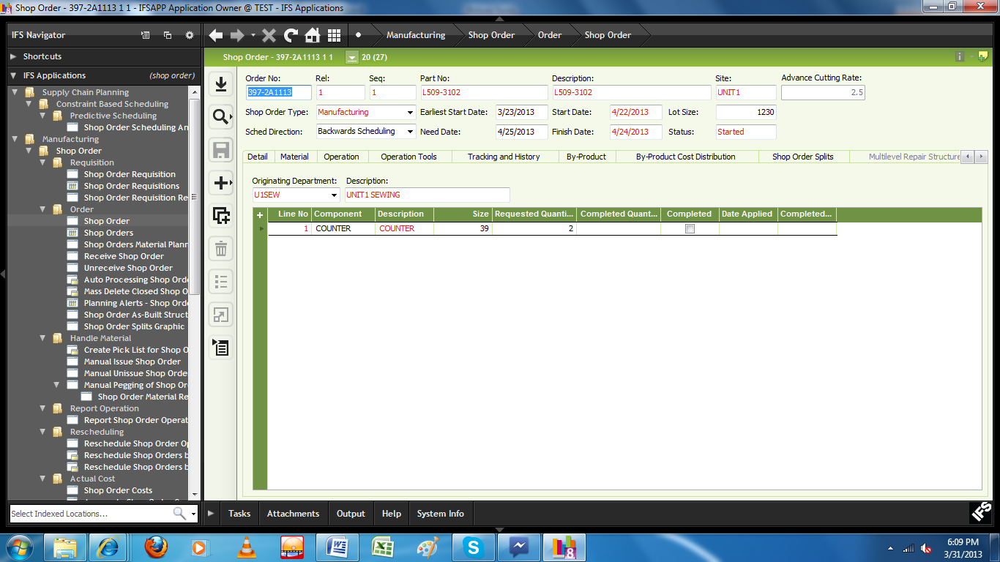 Shop Order - 397-2A1113 1 1 - IFSAPP Application Owner @ TEST - IFS Applications
IFS Navigator
Manufacturing Shop Order Order Shop Order
Shortcuts
IFS Applications (shop order)
Supply Chain Planning
Constraint Based Scheduling
Predictive Scheduling
Shop Order Scheduling An
Manufacturing
Shop Order
Requisition
Shop Order Requisition
Shop Order Requisitions
Shop Order Requisition Re
Order
Shop Order
Shop Orders
Shop Orders Material Plann
Receive Shop Order
Unreceive Shop Order
Auto Processing Shop Orde
Mass Delete Closed Shop O
Planning Alerts - Shop Orde
Shop Order As-Built Struct
Shop Order Splits Graphic
Handle Material
Create Pick List for Shop O
Manual Issue Shop Order
Manual Unissue Shop Orde
Manual Pegging of Shop Or
Shop Order Material Re
Report Operation
Report Shop Order Operat
Rescheduling
Reschedule Shop Order Op
Reschedule Shop Orders b
Reschedule Shop Orders b
Actual Cost
Shop Order Costs
Select Indexed Locations...
Shop Order - 397-2A1113 1 1 20 (27)
Order No: Rel: Seq: Part No: Description: Site: Advance Cutting Rate:
397-2A1113 1 1 L509-3102 L509-3102 UNIT1 2.5
Shop Order Type: Manufacturing Earliest Start Date: 3/23/2013 Start Date: 4/22/2013 Lot Size: 1230
Sched Direction: Backwards Scheduling Need Date: 4/25/2013 Finish Date: 4/24/2013 Status: Started
Detail Material Operation Operation Tools Tracking and History By-Product By-Product Cost Distribution Shop Order Splits Multilevel Repair Structure
Originating Department: Description:
U1SEW UNIT1 SEWING
Line No Component Description Size Requested Quanti... Completed Quant... Completed Date Applied Completed...
1 COUNTER COUNTER 39 2
Tasks Attachments Output Help System Info
IFS
8
6:09 PM
3/31/2013